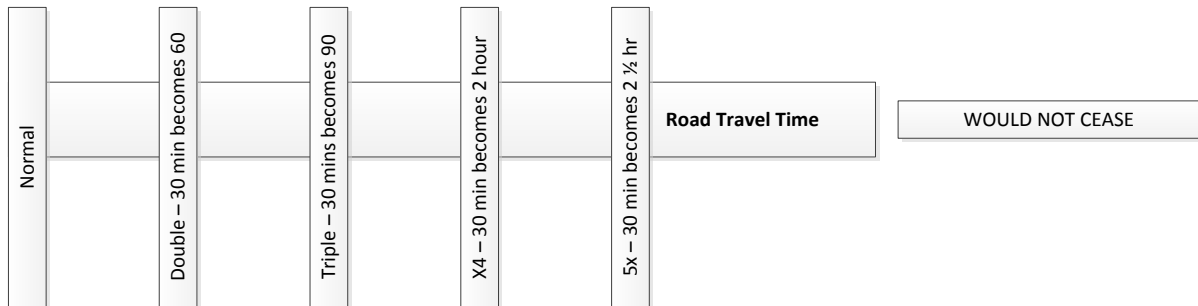 Normal
Double – 30 min becomes 60
Triple – 30 mins becomes 90
X4 – 30 min becomes 2 hour
5x – 30 min becomes 2 ½ hr
Road Travel Time
WOULD NOT CEASE